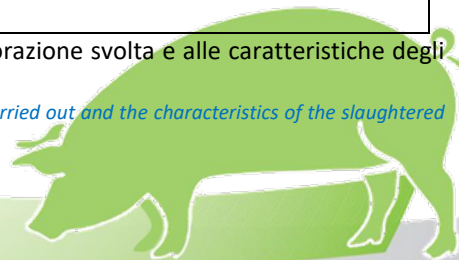 orazione svolta e alle caratteristiche degli
rried out and the characteristics of the slaughtered